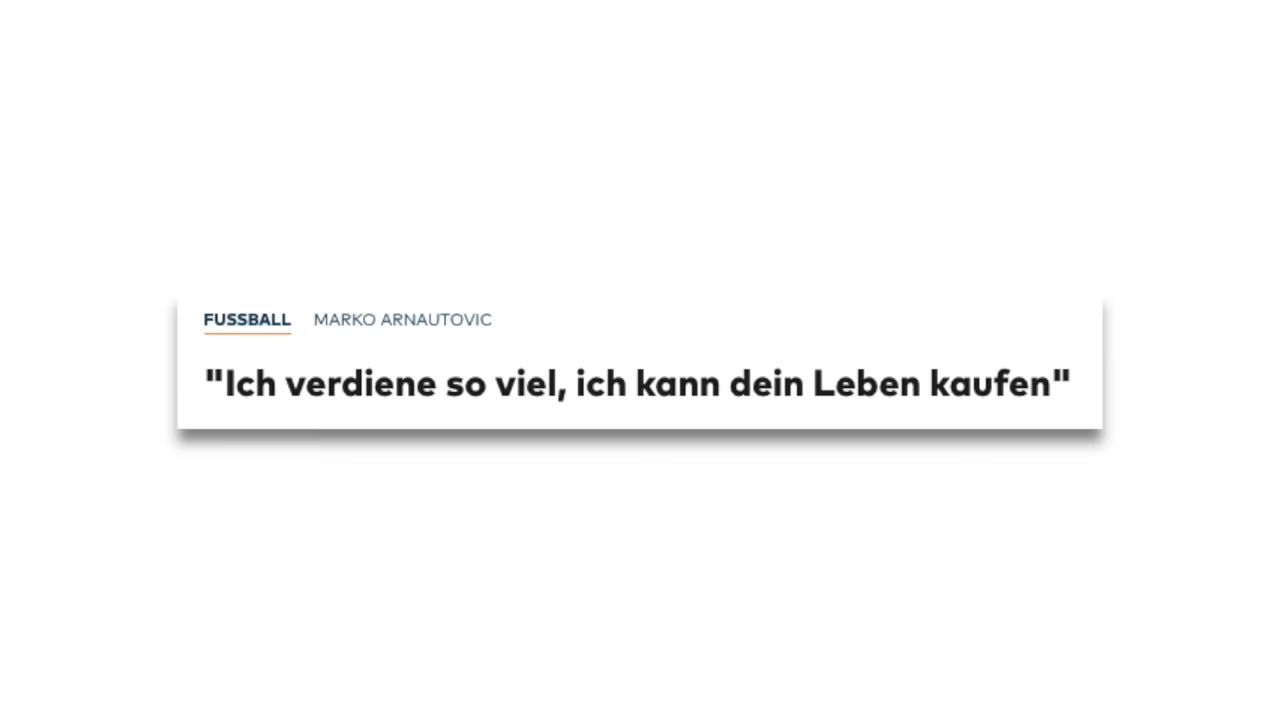 FUSSBALL MARKO ARNAUTOVIC
"Ich verdiene so viel, ich kann dein Leben kaufen"